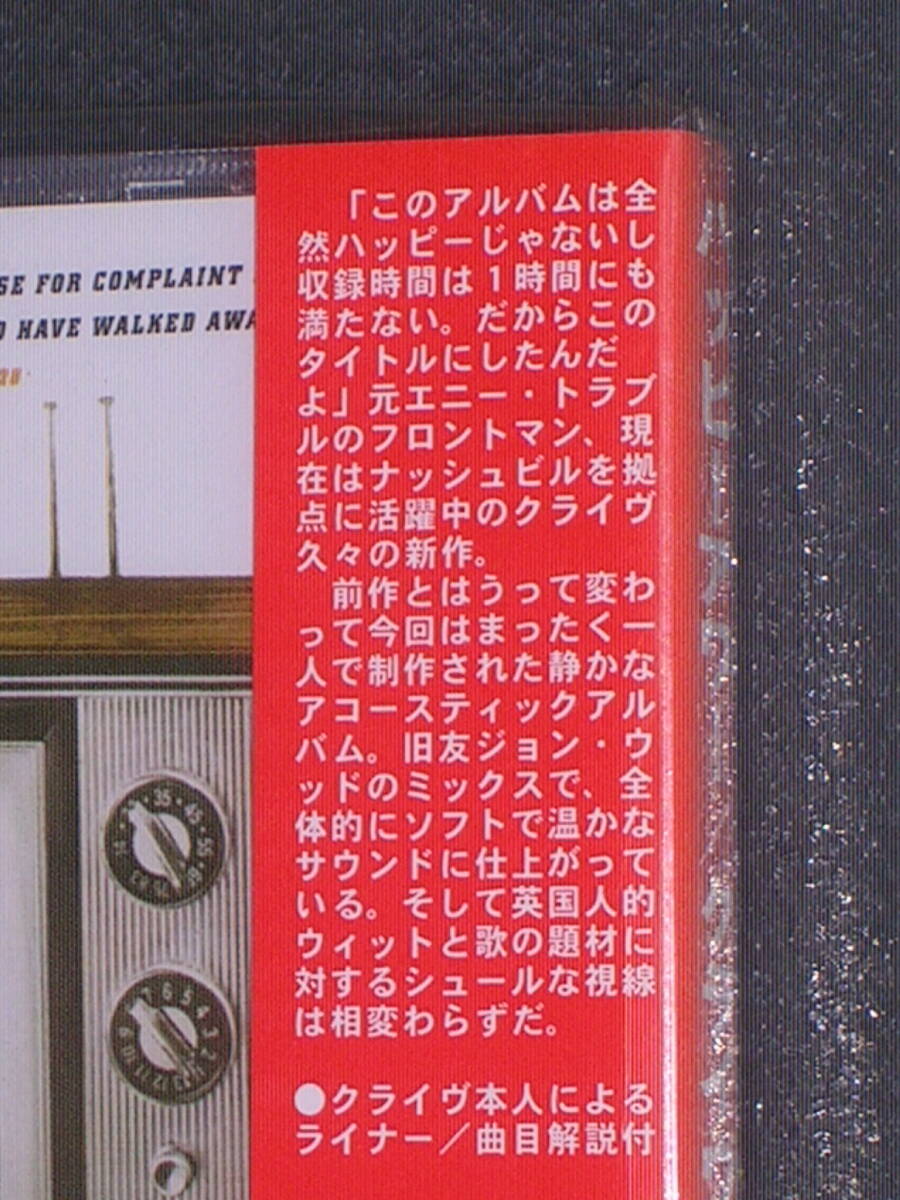 SE FOR COMPLAINT
HAVE WALKED AWA
「このアルバムは全
然ハッピーじゃないし
収録時間は1時間にも
満たない。だからこの
タイトルにしたんだ
よ」元エニー・トラブ
ルのフロントマン、現
在はナッシュビルを拠
点に活躍中のクライヴ
久々の新作。
前作とはうって変わ
って今回はまったく一
人で制作された静かな
アコースティックアル
バム。旧友ジョン・ウ
ッドのミックスで、全
体的にソフトで温かな
サウンドに仕上がって
いる。そして英国人的
ウィットと歌の題材に
対するシュールな視線
は相変わらずだ。
●クライヴ本人による
ライナー／曲目解説付